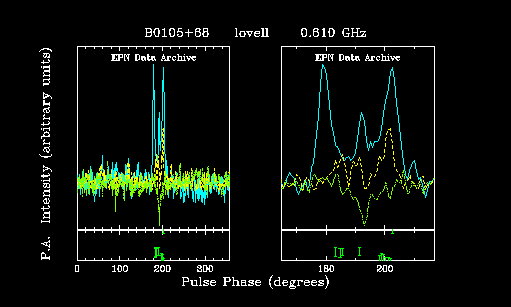 B0105+68 lovell 0.610 GHz
EPN Data Archive EPN Data Archive
P.A. Intensity (arbitrary units)
0 100 200 300 180 200
Pulse Phase (degrees)